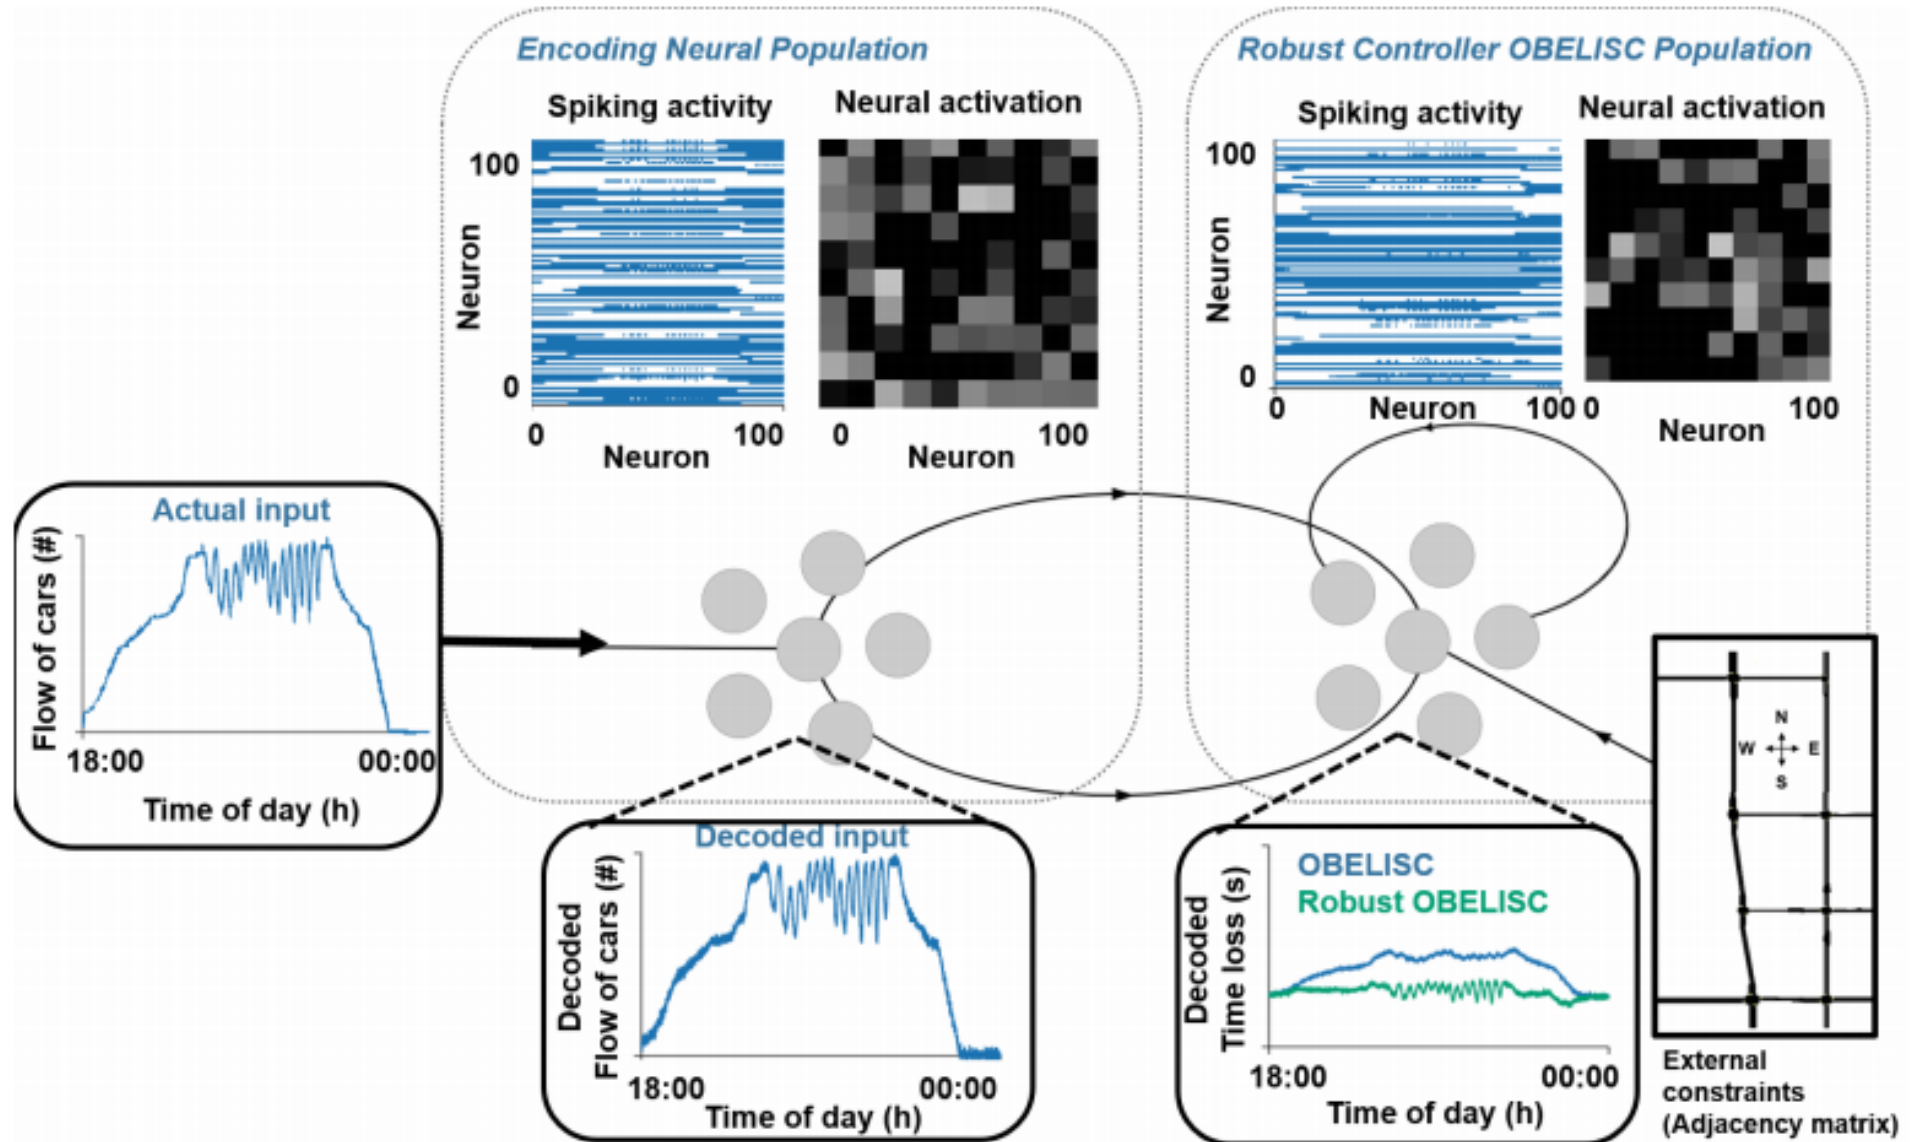 Encoding Neural Population
Spiking activity
Neural activation
100
Neuron
0
0
100
Neuron
0
100
Neuron
Robust Controller OBELISC Population
Spiking activity
Neural activation
100
Neuron
0
0
Neuron
100
0
100
Neuron
Actual input
Flow of cars (#)
18:00
00:00
Time of day (h)
Decoded input
Decoded
Flow of cars (#)
18:00
00:00
Time of day (h)
OBELISC
Robust OBELISC
Decoded
Time loss (s)
18:00
00:00
Time of day (h)
N
W
E
S
External
constraints
(Adjacency matrix)